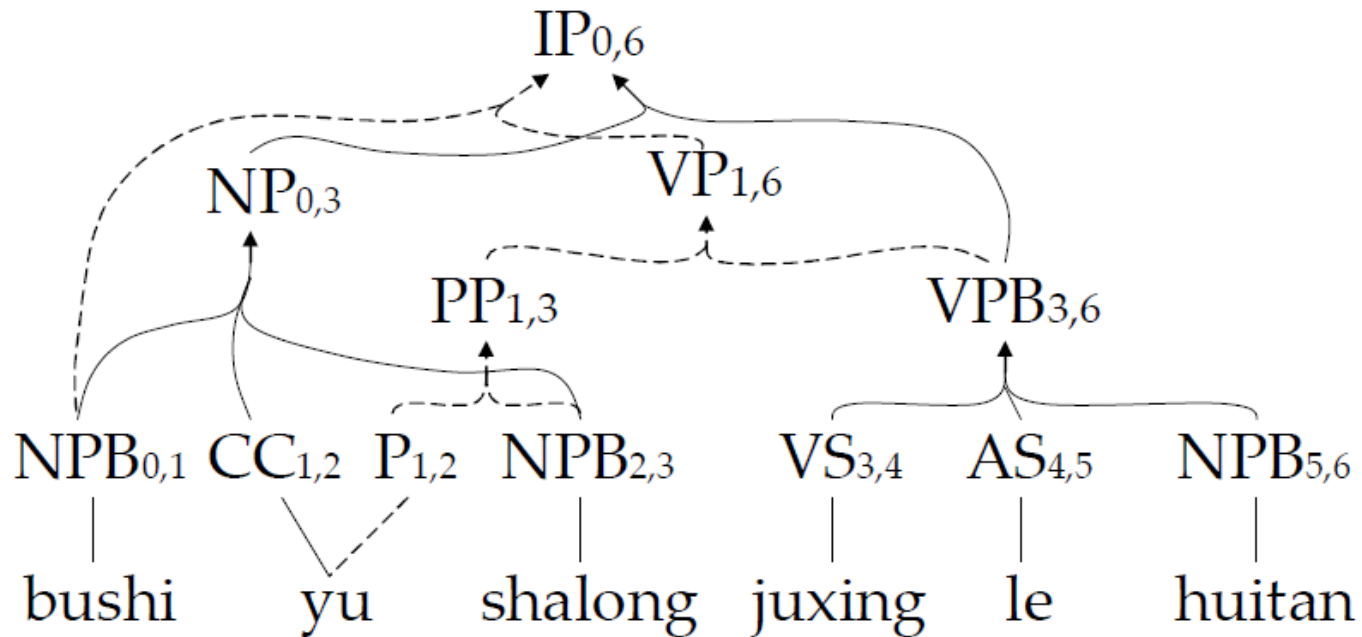 IP0,6
NP0,3 VP1,6
PP1,3 VPB3,6
NPB0,1 CC1,2 P1,2 NPB2,3 VS3,4 AS4,5 NPB5,6
bushi yu shalong juxing le huitan